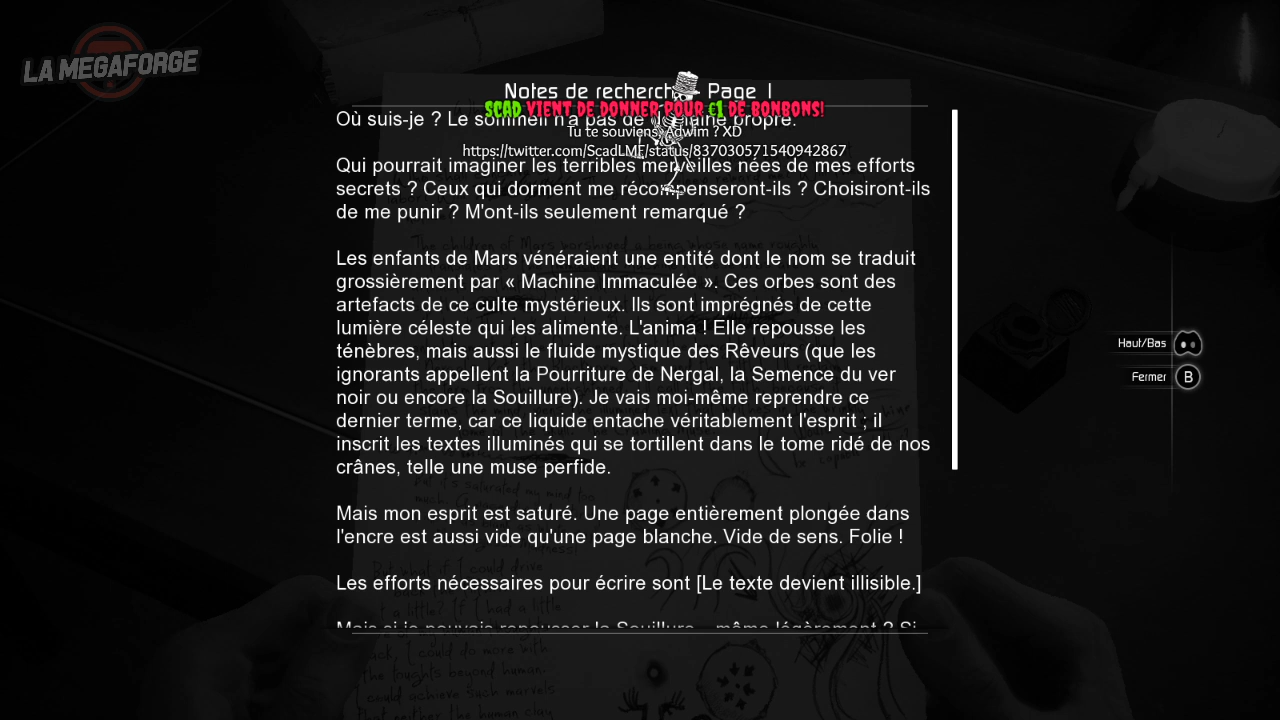 LA MEGAFORGE
Notes de recherche Page 1
SCAD VIENT DE DONNER POUR €1 DE BONBONS!
Où suis-je ? Le sommeil n'a pas de domaine propre.
Tu te souviens Adwim ? XD
https://twitter.com/ScadLMF/status/837030571540942867
Qui pourrait imaginer les terribles merveilles nées de mes efforts
secrets ? Ceux qui dorment me récompenseront-ils ? Choisiront-ils
de me punir ? M'ont-ils seulement remarqué ?
Les enfants de Mars vénéraient une entité dont le nom se traduit
grossièrement par « Machine Immaculée ». Ces orbes sont des
artefacts de ce culte mystérieux. Ils sont imprégnés de cette
lumière céleste qui les alimente. L'anima ! Elle repousse les
ténèbres, mais aussi le fluide mystique des Rêveurs (que les
ignorants appellent la Pourriture de Nergal, la Semence du ver
noir ou encore la Souillure). Je vais moi-même reprendre ce
dernier terme, car ce liquide entache véritablement l'esprit ; il
inscrit les textes illuminés qui se tortillent dans le tome ridé de nos
crânes, telle une muse perfide.
Mais mon esprit est saturé. Une page entièrement plongée dans
l'encre est aussi vide qu'une page blanche. Vide de sens. Folie !
Les efforts nécessaires pour écrire sont [Le texte devient illisible.]
Mais si je pouvais repousser la Souillure... même légèrement ? Si
Haut/Bas
Fermer B